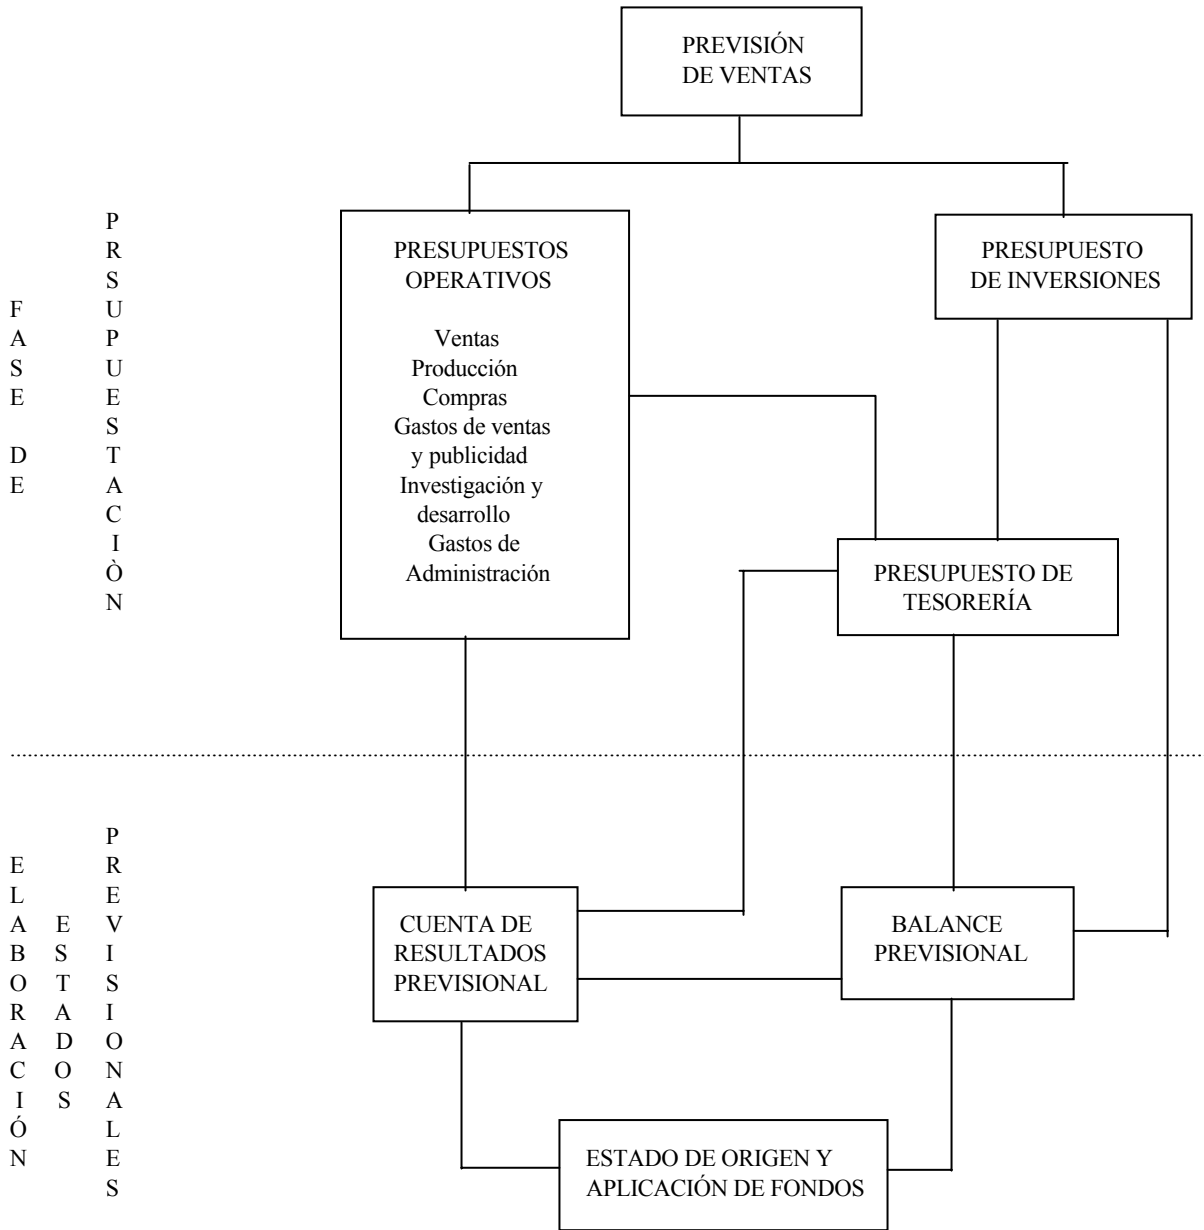 PREVISIÓN
DE VENTAS
FASE DE
PRSUPUESTACIÒN
PRESUPUESTOS
OPERATIVOS
Ventas
Producción
Compras
Gastos de ventas
y publicidad
Investigación y
desarrollo
Gastos de
Administración
PRESUPUESTO
DE INVERSIONES
PRESUPUESTO DE
TESORERÍA
ELABORACIÓN
ESTADOS
PREVISIONALES
CUENTA DE
RESULTADOS
PREVISIONAL
BALANCE
PREVISIONAL
ESTADO DE ORIGEN Y
APLICACIÓN DE FONDOS